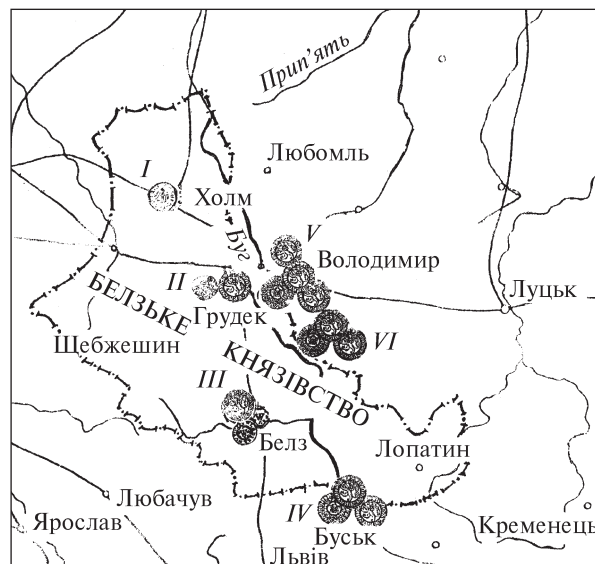 Прип’ять
Любомль
I
Холм
V
Буг
Володимир
II
Луцьк
БЕЛЗЬКЕ
Грудек
Щебжешин
VI
КНЯЗІВСТВО
III
Белз
Лопатин
Любачув
IV
Буськ
Кременець
Ярослав
Львів